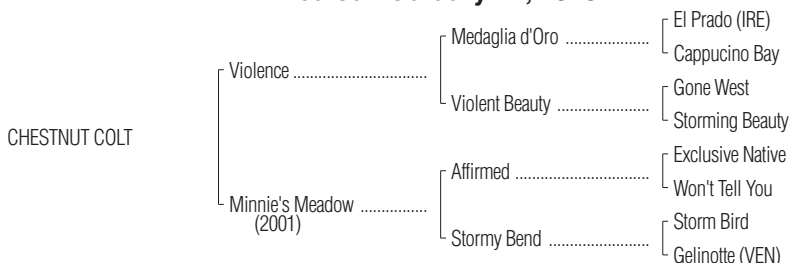 El Prado (IRE)
Medaglia d'Oro
Cappucino Bay
Violence
Gone West
Violent Beauty
Storming Beauty
CHESTNUT COLT
Exclusive Native
Affirmed
Won't Tell You
Minnie's Meadow
(2001)
Storm Bird
Stormy Bend
Gelinotte (VEN)